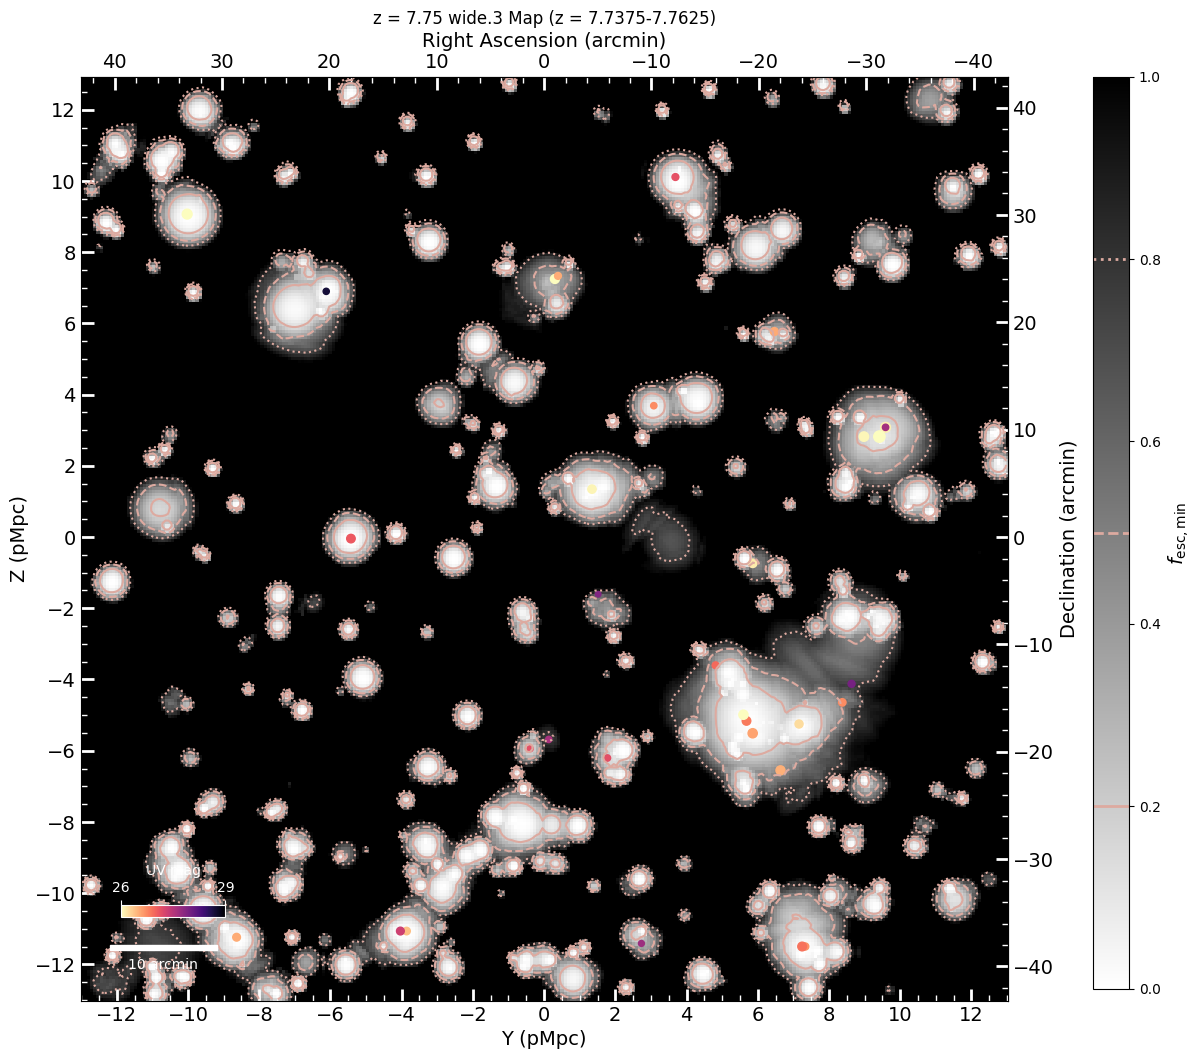 z = 7.75 wide.3 Map (z = 7.7375-7.7625)
Right Ascension (arcmin)
40 30 20 10 0 −10 −20 −30 −40
12 10 8 6 4 2 0 −2 −4 −6 −8 −10 −12
Z (pMpc)
40 30 20 10 0 −10 −20 −30 −40
Declination (arcmin)
1.0 0.8 0.6 0.4 0.2 0.0
f_esc,min
UV mag
26 29
10 arcmin
−12 −10 −8 −6 −4 −2 0 2 4 6 8 10 12
Y (pMpc)